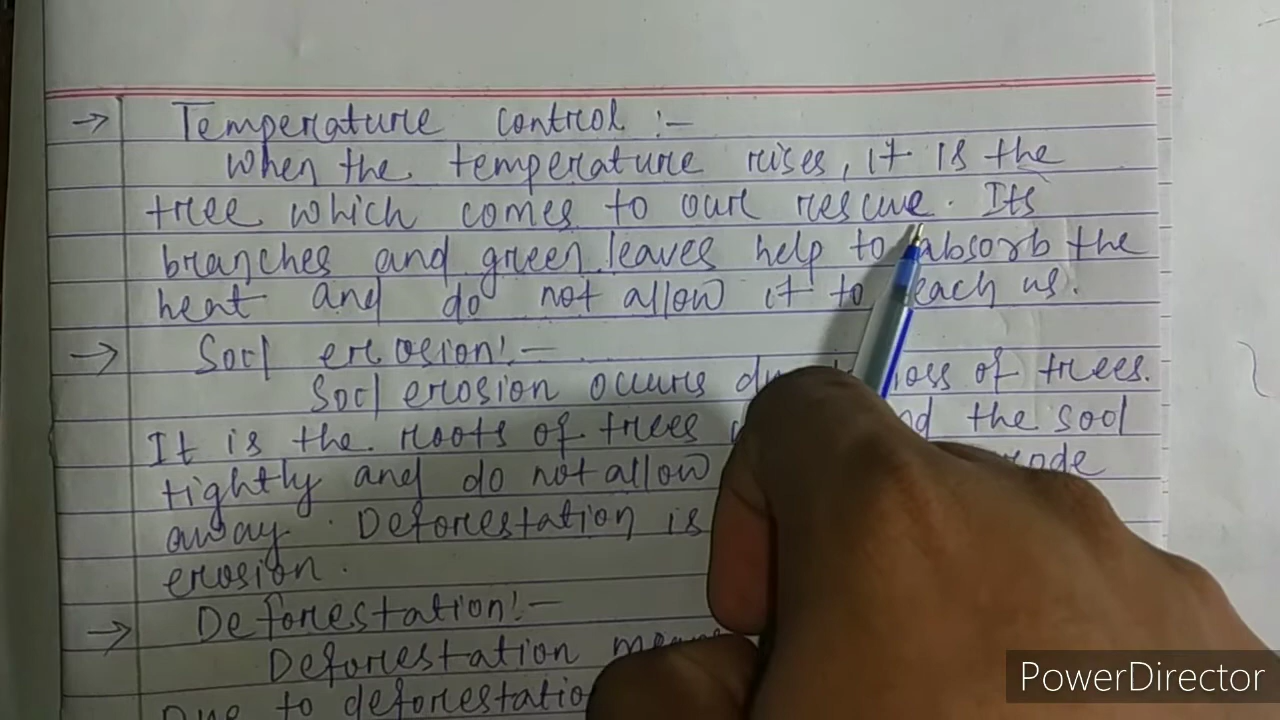 → Temperature control :-
When the temperature rises, it is the
tree which comes to our rescue. Its
branches and green leaves help to absorb the
heat and do not allow it to reach us.
→ Soil erosion :-
Soil erosion occurs due loss of trees.
It is the roots of trees the soil
tightly and do not allow
away. Deforestation is
erosion.
→ Deforestation :-
Deforestation
Due to
PowerDirector